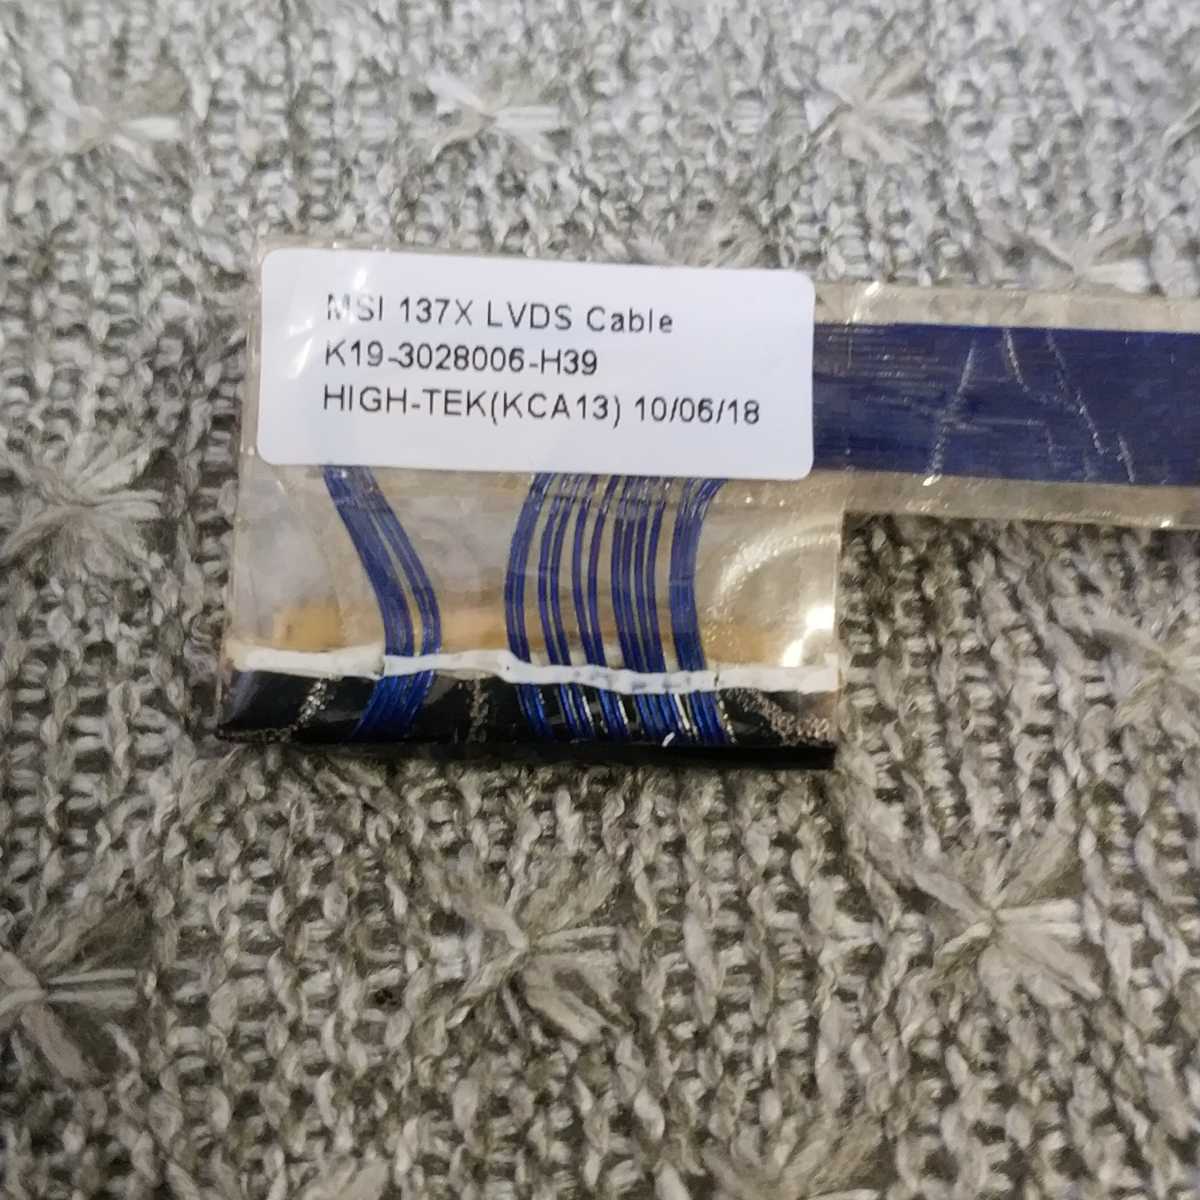 MSI 137X LVDS Cable
K19-3028006-H39
HIGH-TEK(KCA13) 10/06/18